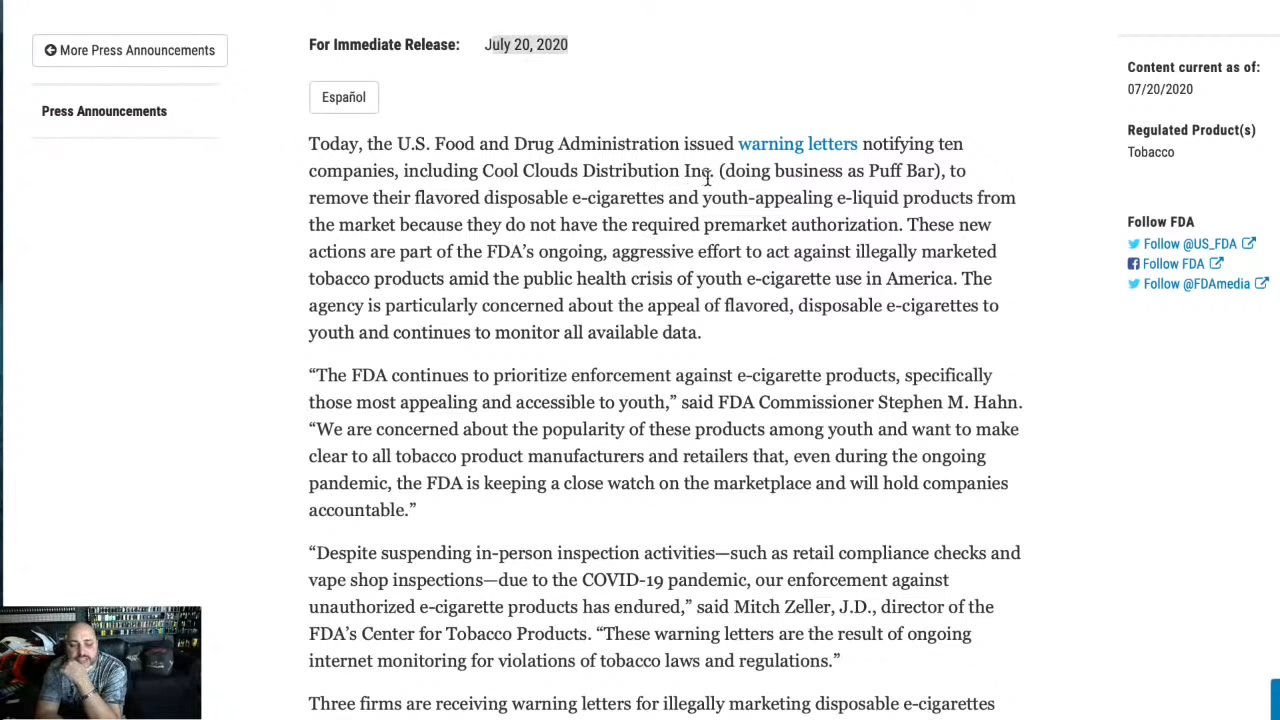 More Press Announcements
Press Announcements
For Immediate Release: July 20, 2020
Español
Today, the U.S. Food and Drug Administration issued warning letters notifying ten
companies, including Cool Clouds Distribution Inc. (doing business as Puff Bar), to
remove their flavored disposable e-cigarettes and youth-appealing e-liquid products from
the market because they do not have the required premarket authorization. These new
actions are part of the FDA’s ongoing, aggressive effort to act against illegally marketed
tobacco products amid the public health crisis of youth e-cigarette use in America. The
agency is particularly concerned about the appeal of flavored, disposable e-cigarettes to
youth and continues to monitor all available data.
“The FDA continues to prioritize enforcement against e-cigarette products, specifically
those most appealing and accessible to youth,” said FDA Commissioner Stephen M. Hahn.
“We are concerned about the popularity of these products among youth and want to make
clear to all tobacco product manufacturers and retailers that, even during the ongoing
pandemic, the FDA is keeping a close watch on the marketplace and will hold companies
accountable.”
“Despite suspending in-person inspection activities—such as retail compliance checks and
vape shop inspections—due to the COVID-19 pandemic, our enforcement against
unauthorized e-cigarette products has endured,” said Mitch Zeller, J.D., director of the
FDA’s Center for Tobacco Products. “These warning letters are the result of ongoing
internet monitoring for violations of tobacco laws and regulations.”
Three firms are receiving warning letters for illegally marketing disposable e-cigarettes
Content current as of:
07/20/2020
Regulated Product(s)
Tobacco
Follow FDA
Follow @US_FDA
Follow FDA
Follow @FDAmedia